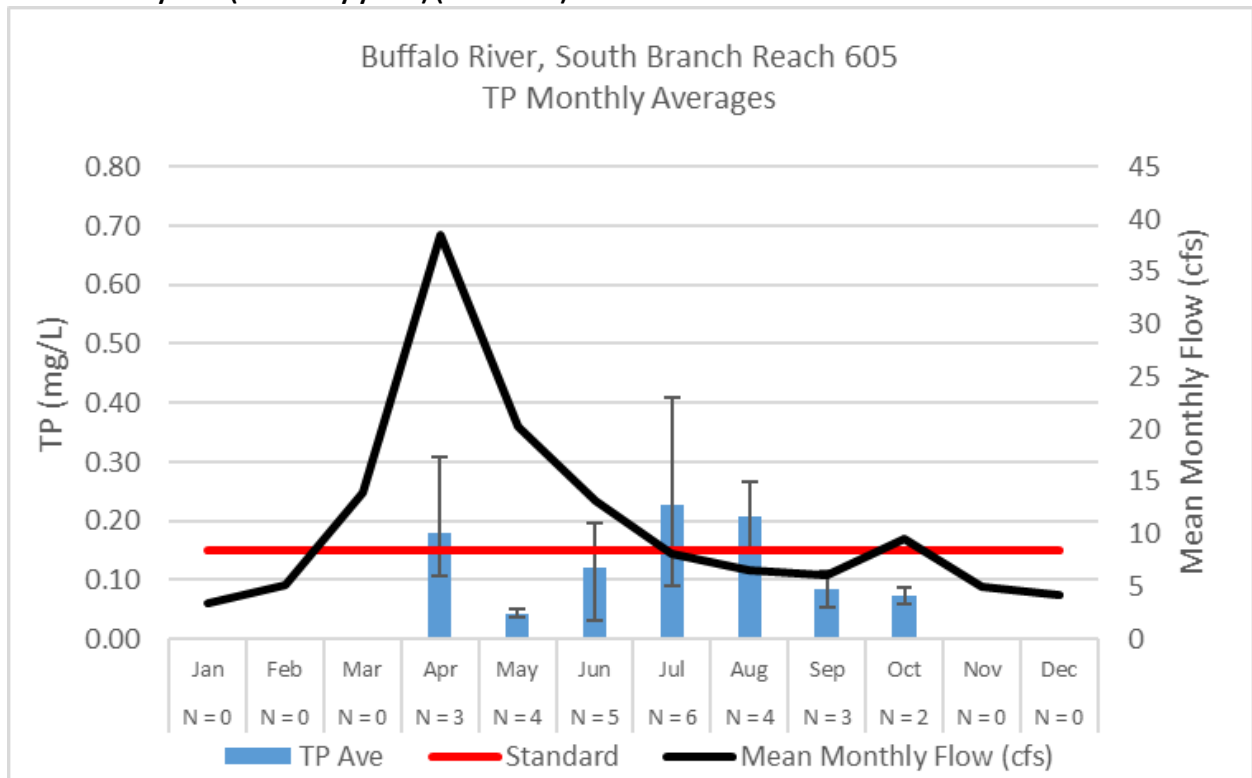 Buffalo River, South Branch Reach 605
TP Monthly Averages
TP (mg/L)
0.80
0.70
0.60
0.50
0.40
0.30
0.20
0.10
0.00
45
40
35
30
25
20
15
10
5
0
Mean Monthly Flow (cfs)
Jan Feb Mar Apr May Jun Jul Aug Sep Oct Nov Dec
N = 0 N = 0 N = 0 N = 3 N = 4 N = 5 N = 6 N = 4 N = 3 N = 2 N = 0 N = 0
TP Ave Standard Mean Monthly Flow (cfs)